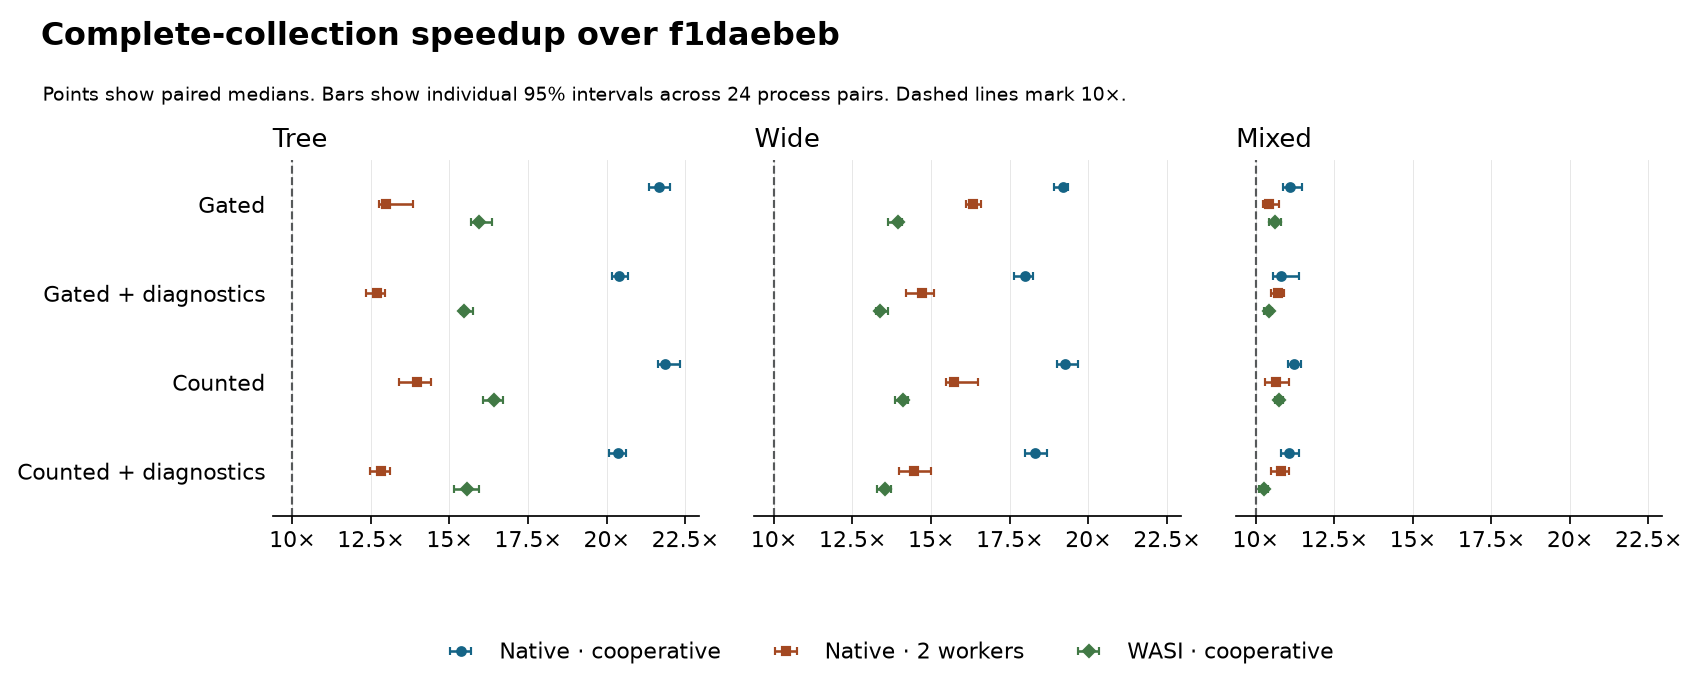 Complete-collection speedup over f1daebeb
Points show paired medians. Bars show individual 95% intervals across 24 process pairs. Dashed lines mark 10×.
Tree
Wide
Mixed
Gated
Gated + diagnostics
Counted
Counted + diagnostics
10× 12.5× 15× 17.5× 20× 22.5×
10× 12.5× 15× 17.5× 20× 22.5×
10× 12.5× 15× 17.5× 20× 22.5×
Native · cooperative
Native · 2 workers
WASI · cooperative